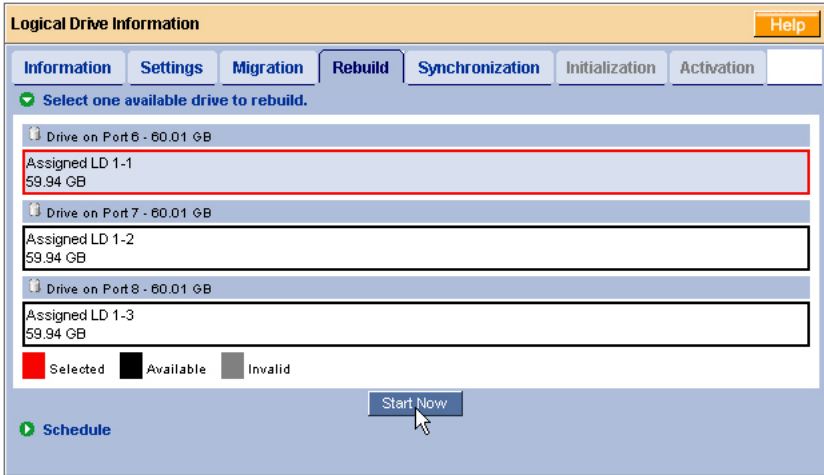 Logical Drive Information Help
Information Settings Migration Rebuild Synchronization Initialization Activation
Select one available drive to rebuild.
Drive on Port 6 - 60.01 GB
Assigned LD 1-1
59.94 GB
Drive on Port 7 - 60.01 GB
Assigned LD 1-2
59.94 GB
Drive on Port 8 - 60.01 GB
Assigned LD 1-3
59.94 GB
Selected Available Invalid
Start Now
Schedule